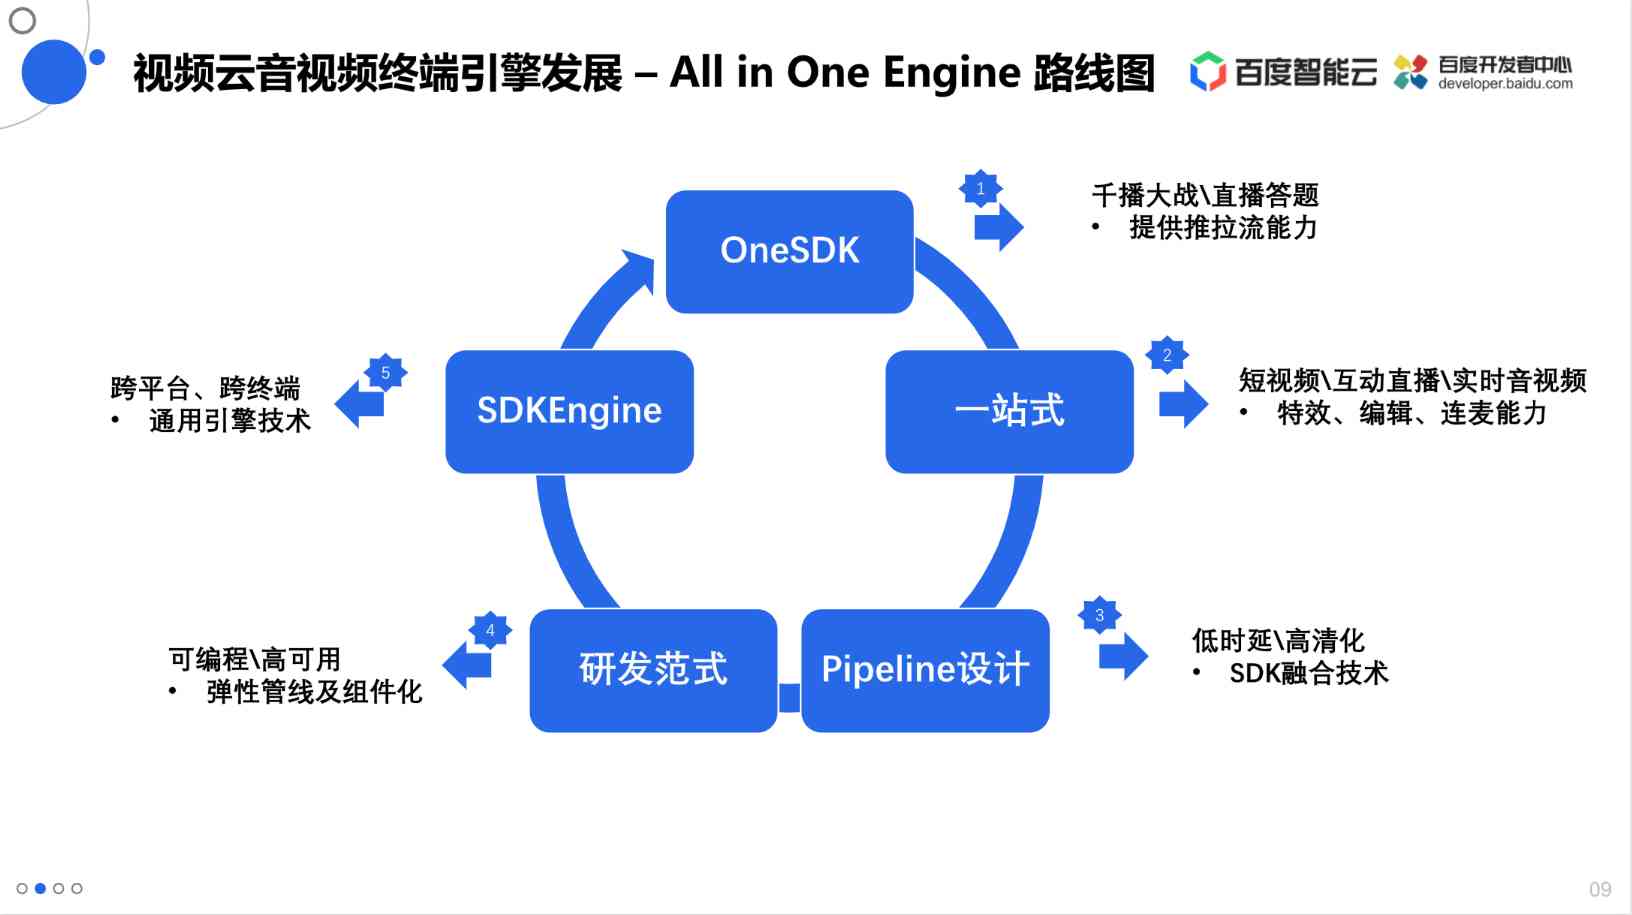 视频云音视频终端引擎发展 – All in One Engine 路线图
百度智能云
百度开发者中心
developer.baidu.com
OneSDK
1
千播大战\直播答题
• 提供推拉流能力
一站式
2
短视频\互动直播\实时音视频
• 特效、编辑、连麦能力
Pipeline设计
3
低时延\高清化
• SDK融合技术
研发范式
4
可编程\高可用
• 弹性管线及组件化
SDKEngine
5
跨平台、跨终端
• 通用引擎技术
09